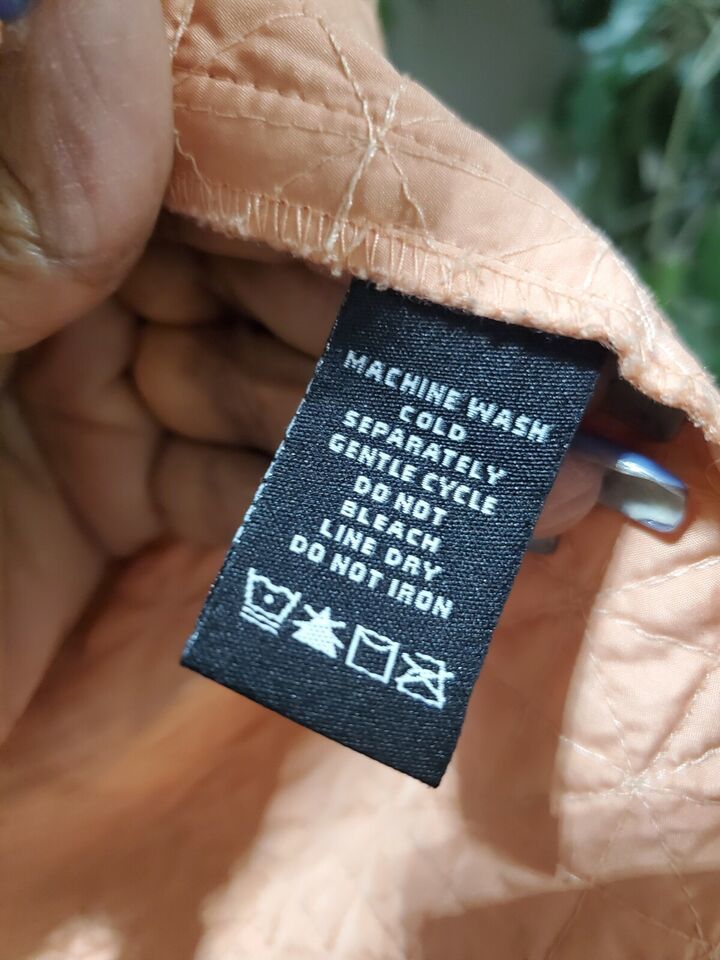 MACHINE WASH
COLD
SEPARATELY
GENTLE CYCLE
DO NOT
BLEACH
LINE DRY
DO NOT IRON